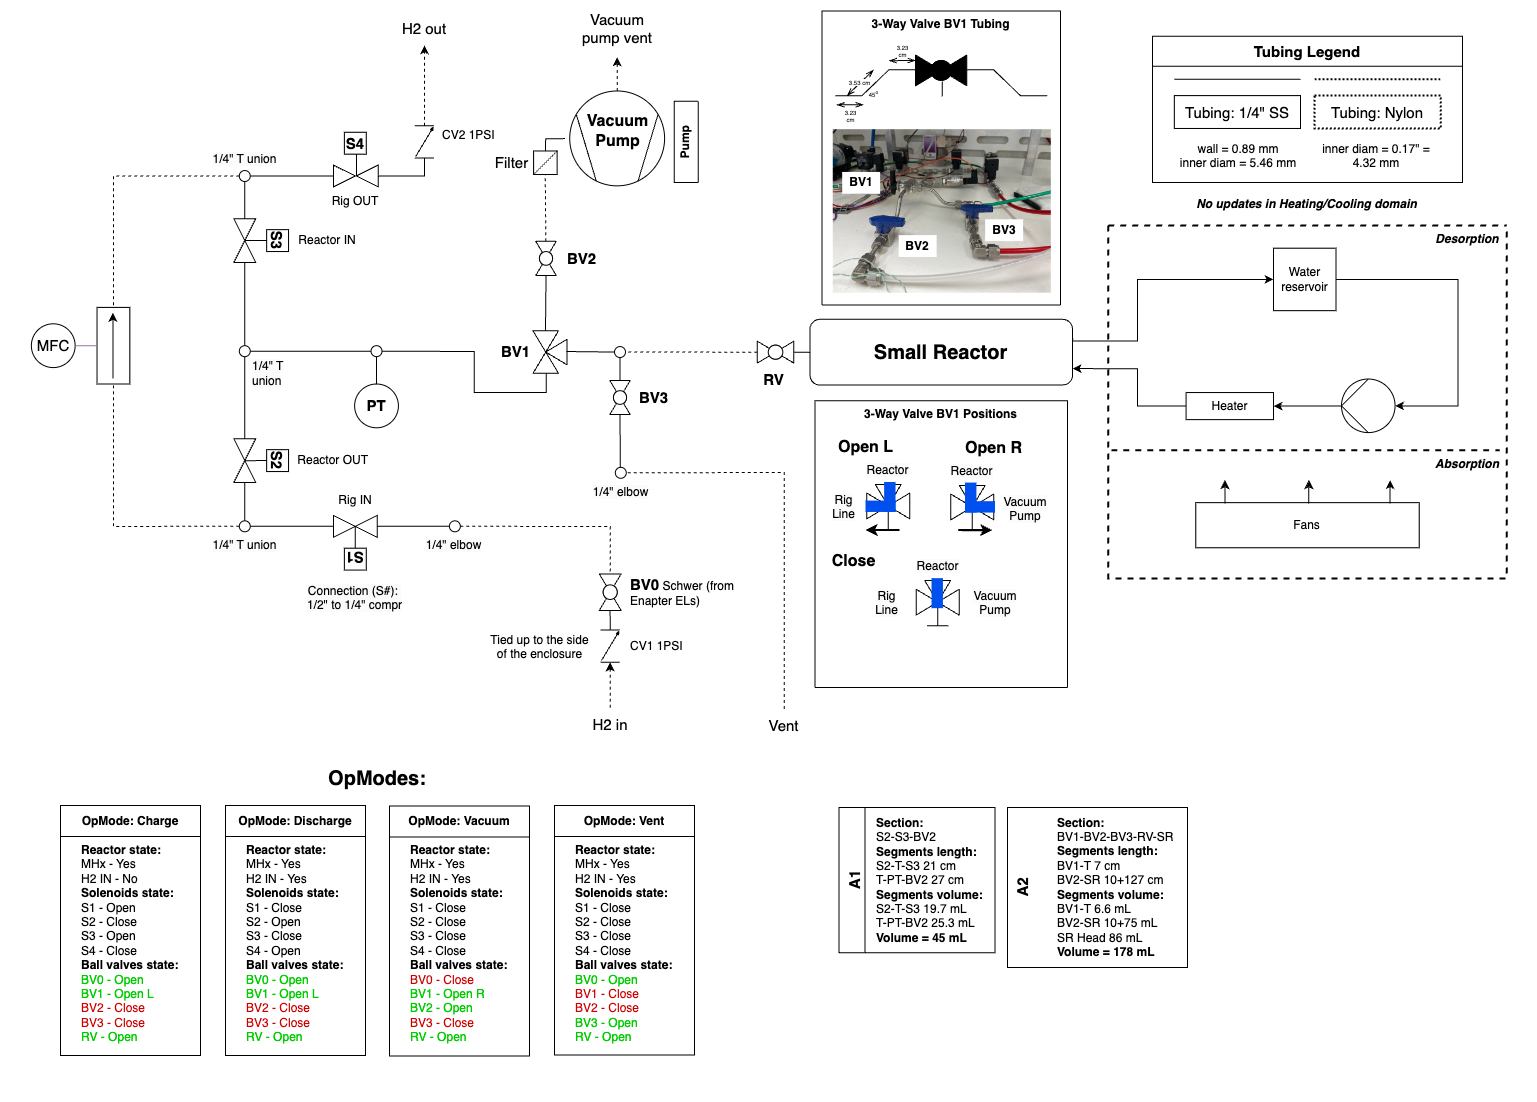 H2 out
Vacuum
pump vent
CV2 1PSI
Vacuum
Pump
Pump
Filter
S4
1/4" T union
Rig OUT
S3
Reactor IN
BV2
MFC
1/4" T
union
PT
BV1
BV3
RV
Small Reactor
S2
Reactor OUT
Rig IN
S1
1/4" T union
1/4" elbow
1/4" elbow
Connection (S#):
1/2" to 1/4" compr
BV0 Schwer (from
Enapter ELs)
Tied up to the side
of the enclosure
CV1 1PSI
H2 in
Vent
3-Way Valve BV1 Tubing
3.23
cm
3.53 cm
45°
3.23
cm
BV1
BV2
BV3
Tubing Legend
Tubing: 1/4" SS
Tubing: Nylon
wall = 0.89 mm
inner diam = 5.46 mm
inner diam = 0.17" =
4.32 mm
No updates in Heating/Cooling domain
Desorption
Water
reservoir
Heater
Absorption
Fans
3-Way Valve BV1 Positions
Open L
Open R
Reactor
Rig
Line
Reactor
Vacuum
Pump
Close
Reactor
Rig
Line
Vacuum
Pump
OpModes:
OpMode: Charge
Reactor state:
MHx - Yes
H2 IN - No
Solenoids state:
S1 - Open
S2 - Close
S3 - Open
S4 - Close
Ball valves state:
BV0 - Open
BV1 - Open L
BV2 - Close
BV3 - Close
RV - Open
OpMode: Discharge
Reactor state:
MHx - Yes
H2 IN - Yes
Solenoids state:
S1 - Close
S2 - Open
S3 - Close
S4 - Open
Ball valves state:
BV0 - Open
BV1 - Open L
BV2 - Close
BV3 - Close
RV - Open
OpMode: Vacuum
Reactor state:
MHx - Yes
H2 IN - Yes
Solenoids state:
S1 - Close
S2 - Close
S3 - Close
S4 - Close
Ball valves state:
BV0 - Close
BV1 - Open R
BV2 - Open
BV3 - Close
RV - Open
OpMode: Vent
Reactor state:
MHx - Yes
H2 IN - Yes
Solenoids state:
S1 - Close
S2 - Close
S3 - Close
S4 - Close
Ball valves state:
BV0 - Open
BV1 - Close
BV2 - Close
BV3 - Open
RV - Open
A1
Section:
S2-S3-BV2
Segments length:
S2-T-S3 21 cm
T-PT-BV2 27 cm
Segments volume:
S2-T-S3 19.7 mL
T-PT-BV2 25.3 mL
Volume = 45 mL
A2
Section:
BV1-BV2-BV3-RV-SR
Segments length:
BV1-T 7 cm
BV2-SR 10+127 cm
Segments volume:
BV1-T 6.6 mL
BV2-SR 10+75 mL
SR Head 86 mL
Volume = 178 mL